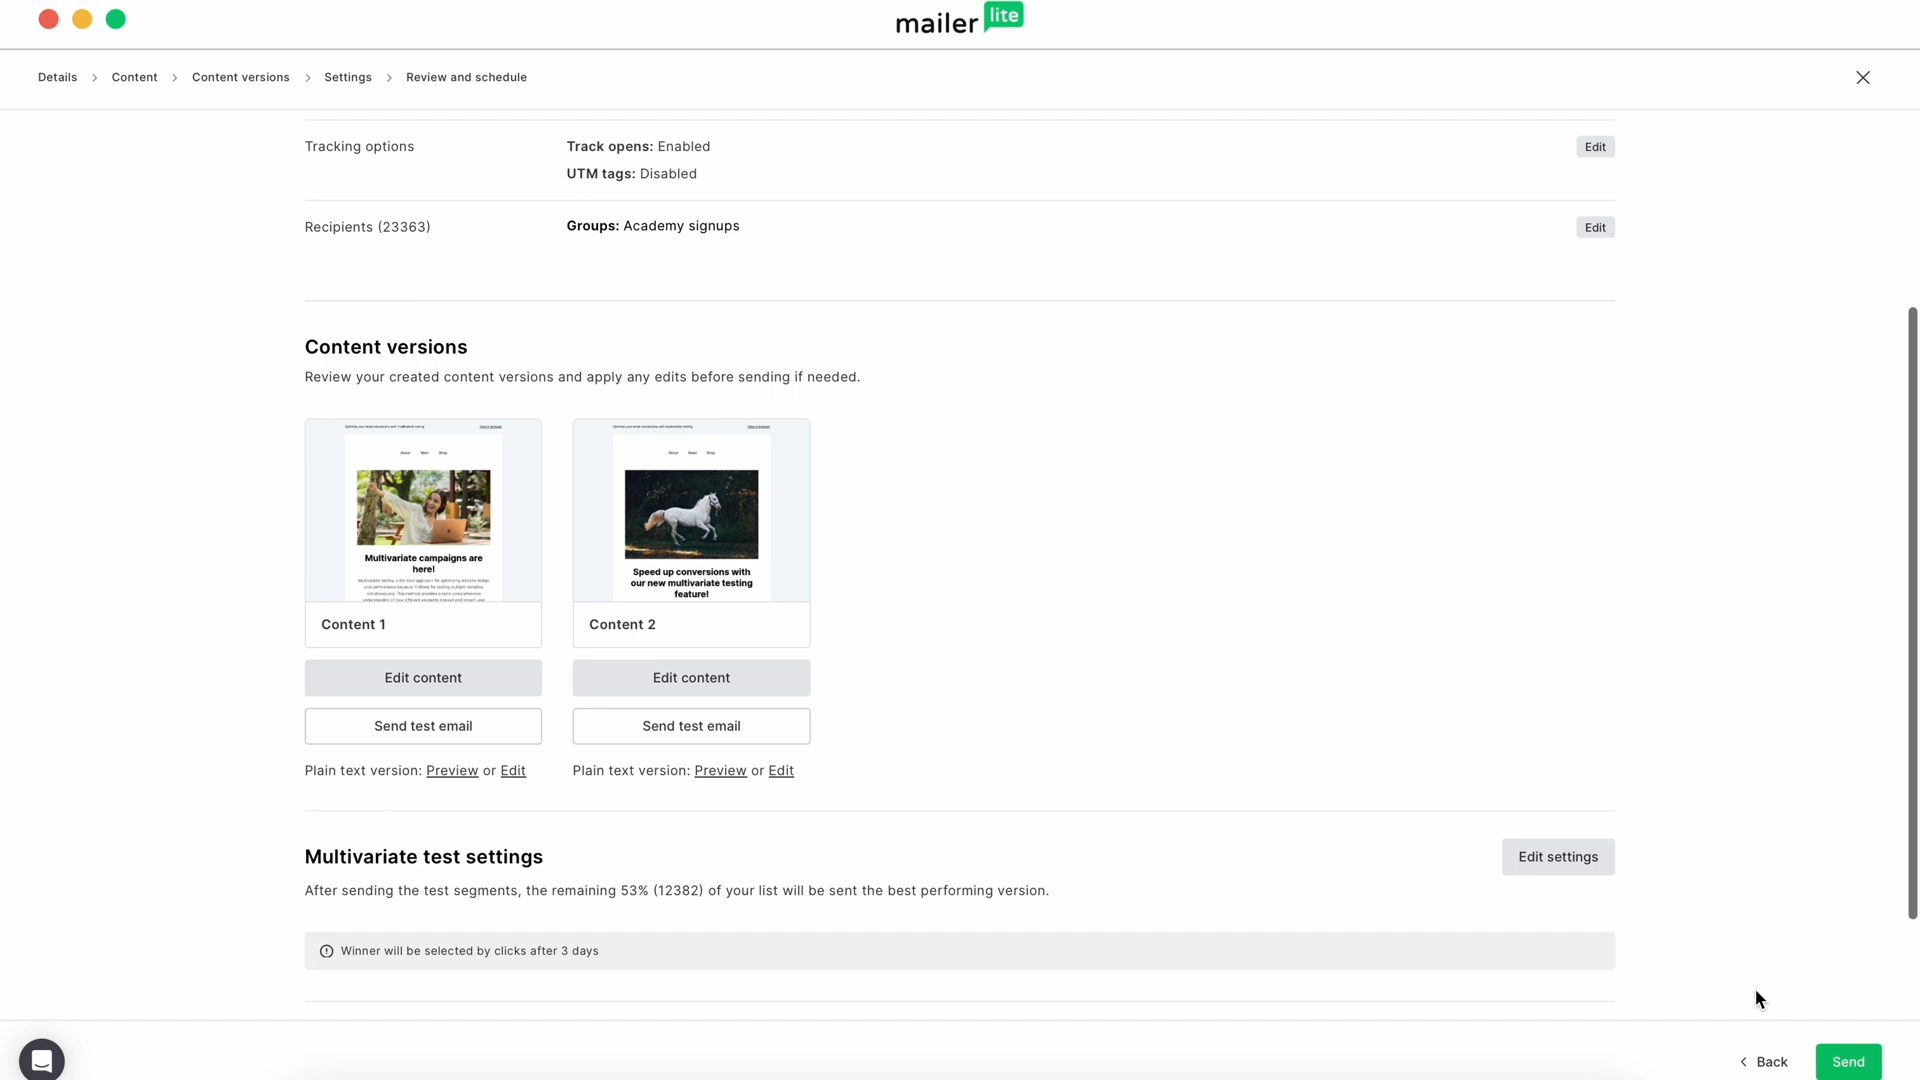 mailer lite
Details > Content > Content versions > Settings > Review and schedule
Tracking options
Track opens: Enabled
Edit
UTM tags: Disabled
Recipients (23363)
Groups: Academy signups
Edit
Content versions
Review your created content versions and apply any edits before sending if needed.
Optimize your email conversions with multivariate testing
View in browser
About News Shop
Multivariate campaigns are
here!
Multivariate testing is the best approach for optimizing website design
and performance because it allows for testing multiple variables
simultaneously. This method provides a more comprehensive
understanding of how different elements interact and impact user
Content 1
Edit content
Send test email
Plain text version: Preview or Edit
Optimize your email conversions with multivariate testing
View in browser
About News Shop
Speed up conversions with
our new multivariate testing
feature!
Content 2
Edit content
Send test email
Plain text version: Preview or Edit
Multivariate test settings
Edit settings
After sending the test segments, the remaining 53% (12382) of your list will be sent the best performing version.
Winner will be selected by clicks after 3 days
Back
Send